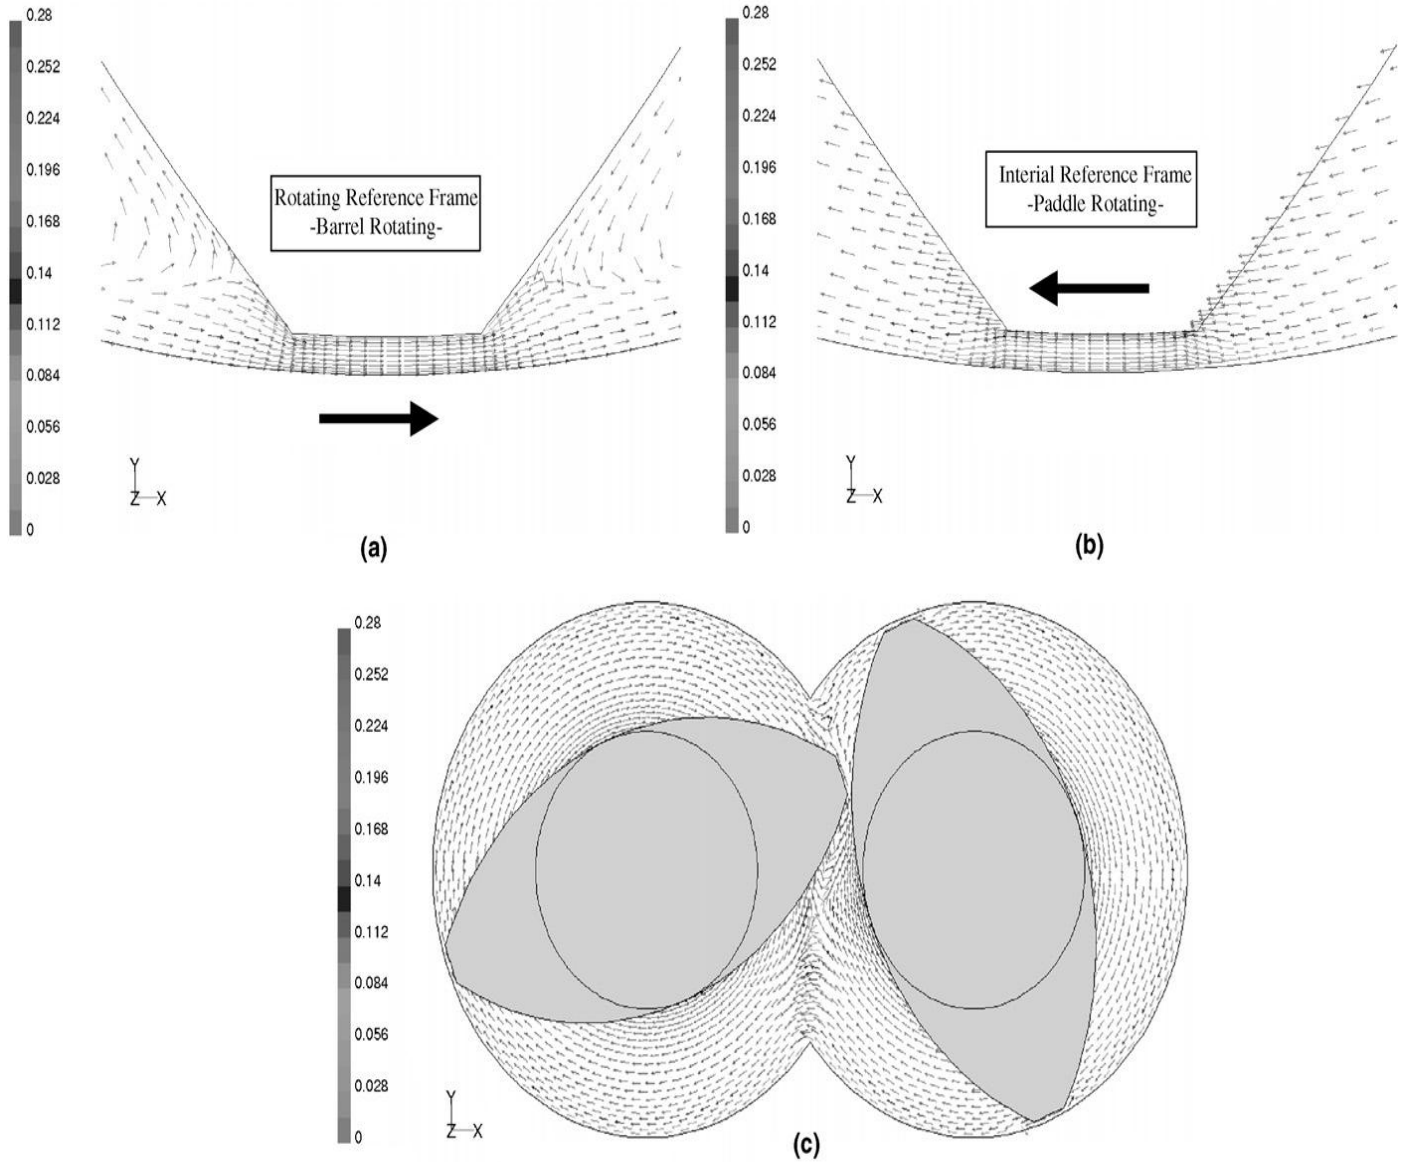 0.28
0.252
0.224
0.196
0.168
0.14
0.112
0.084
0.056
0.028
0
Rotating Reference Frame
-Barrel Rotating-
Y
Z X
(a)
0.28
0.252
0.224
0.196
0.168
0.14
0.112
0.084
0.056
0.028
0
Interial Reference Frame
-Paddle Rotating-
Y
Z X
(b)
0.28
0.252
0.224
0.196
0.168
0.14
0.112
0.084
0.056
0.028
0
Y
Z X
(c)